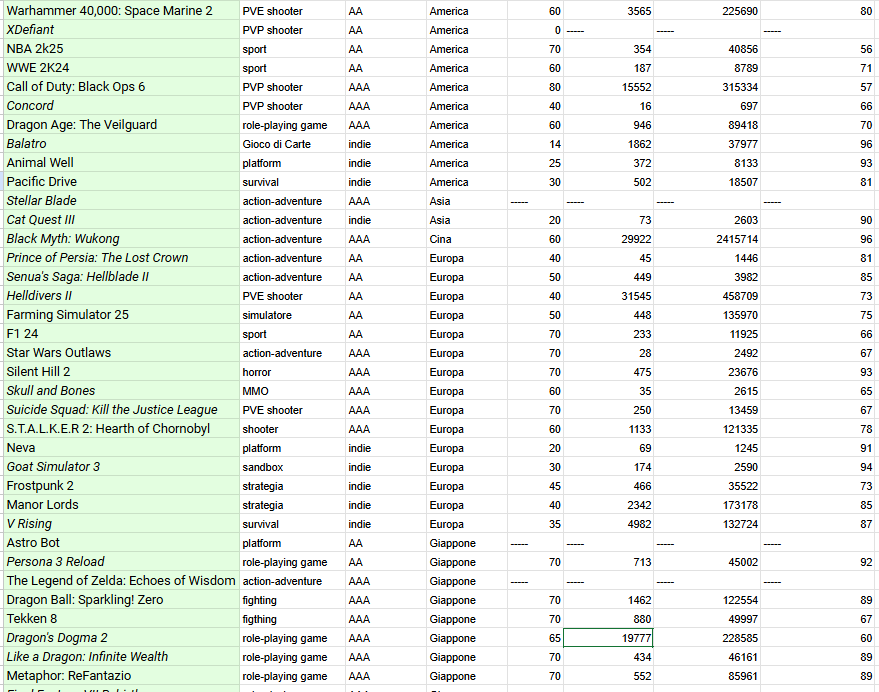 Warhammer 40,000: Space Marine 2 PVE shooter AA America 60 3565 225690 80
XDefiant PVP shooter AA America 0 ----- ----- -----
NBA 2k25 sport AA America 70 354 40856 56
WWE 2K24 sport AA America 60 187 8789 71
Call of Duty: Black Ops 6 PVP shooter AAA America 80 15552 315334 57
Concord PVP shooter AAA America 40 16 697 66
Dragon Age: The Veilguard role-playing game AAA America 60 946 89418 70
Balatro Gioco di Carte indie America 14 1862 37977 96
Animal Well platform indie America 25 372 8133 93
Pacific Drive survival indie America 30 502 18507 81
Stellar Blade action-adventure AAA Asia ----- ----- ----- -----
Cat Quest III action-adventure indie Asia 20 73 2603 90
Black Myth: Wukong action-adventure AAA Cina 60 29922 2415714 96
Prince of Persia: The Lost Crown action-adventure AA Europa 40 45 1446 81
Senua's Saga: Hellblade II action-adventure AA Europa 50 449 3982 85
Helldivers II PVE shooter AA Europa 40 31545 458709 73
Farming Simulator 25 simulatore AA Europa 50 448 135970 75
F1 24 sport AA Europa 70 233 11925 66
Star Wars Outlaws action-adventure AAA Europa 70 28 2492 67
Silent Hill 2 horror AAA Europa 70 475 23676 93
Skull and Bones MMO AAA Europa 60 35 2615 65
Suicide Squad: Kill the Justice League PVE shooter AAA Europa 70 250 13459 67
S.T.A.L.K.E.R 2: Hearth of Chornobyl shooter AAA Europa 60 1133 121335 78
Neva platform indie Europa 20 69 1245 91
Goat Simulator 3 sandbox indie Europa 30 174 2590 94
Frostpunk 2 strategia indie Europa 45 466 35522 73
Manor Lords strategia indie Europa 40 2342 173178 85
V Rising survival indie Europa 35 4982 132724 87
Astro Bot platform AA Giappone ----- ----- ----- -----
Persona 3 Reload role-playing game AA Giappone 70 713 45002 92
The Legend of Zelda: Echoes of Wisdom action-adventure AAA Giappone ----- ----- ----- -----
Dragon Ball: Sparkling! Zero fighting AAA Giappone 70 1462 122554 89
Tekken 8 figthing AAA Giappone 70 880 49997 67
Dragon's Dogma 2 role-playing game AAA Giappone 65 19777 228585 60
Like a Dragon: Infinite Wealth role-playing game AAA Giappone 70 434 46161 89
Metaphor: ReFantazio role-playing game AAA Giappone 70 552 85961 89